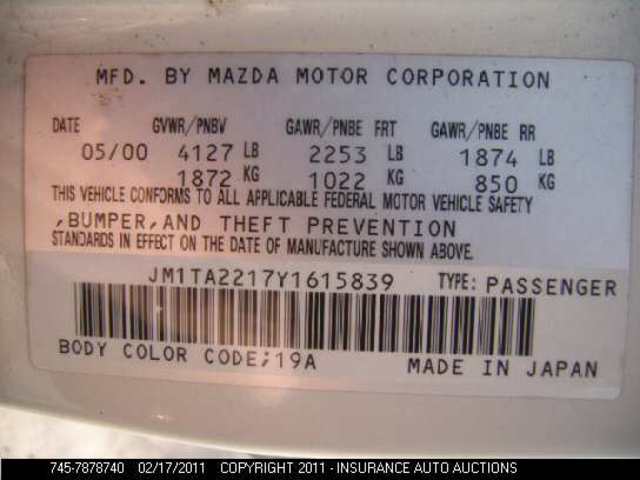 MFD. BY MAZDA MOTOR CORPORATION
DATE GVWR/PNBV GAWR/PNBE FRT GAWR/PNBE RR
05/00 4127 LB 2253 LB 1874 LB
1872 KG 1022 KG 850 KG
THIS VEHICLE CONFORMS TO ALL APPLICABLE FEDERAL MOTOR VEHICLE SAFETY
,BUMPER,AND THEFT PREVENTION
STANDARDS IN EFFECT ON THE DATE OF MANUFACTURE SHOWN ABOVE.
JM1TA2217Y1615839 TYPE: PASSENGER
BODY COLOR CODE;19A MADE IN JAPAN
745-7878740 02/17/2011 COPYRIGHT 2011 - INSURANCE AUTO AUCTIONS